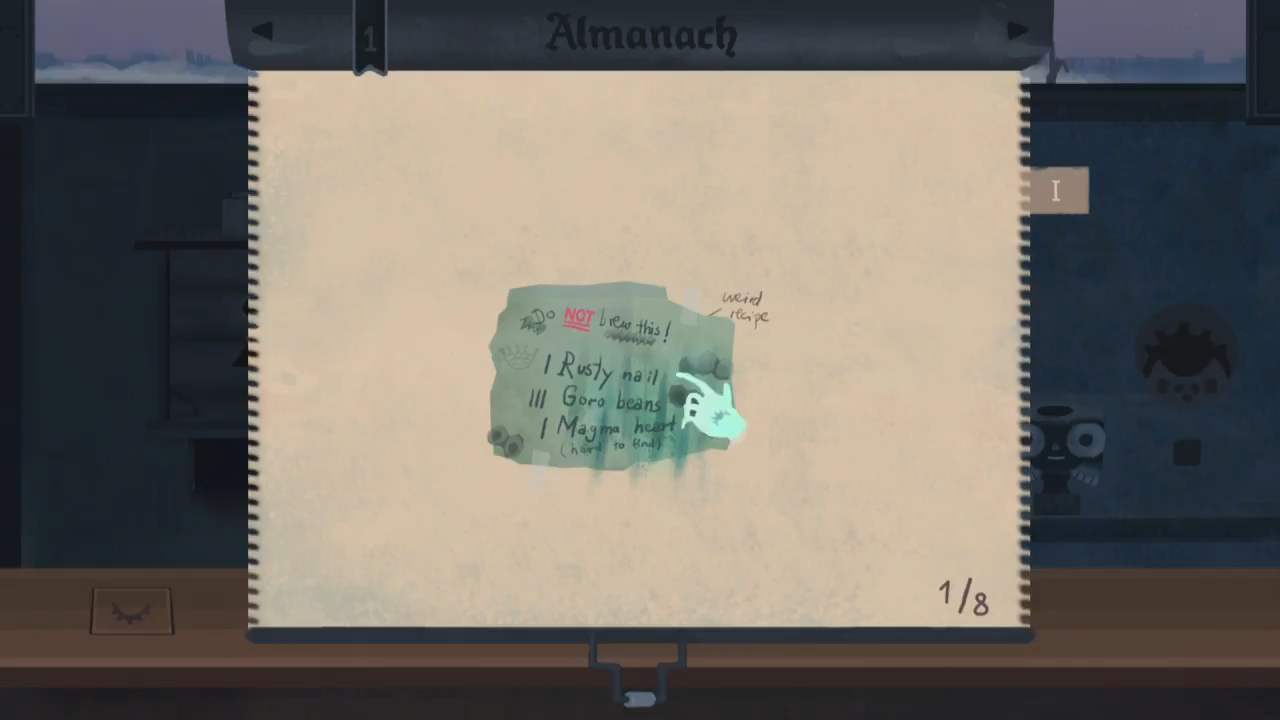 1
Almanach
I
weird
recipe
Do NOT brew this!
I Rusty nail
III Goro beans
I Magma heart
(hard to find)
1/8